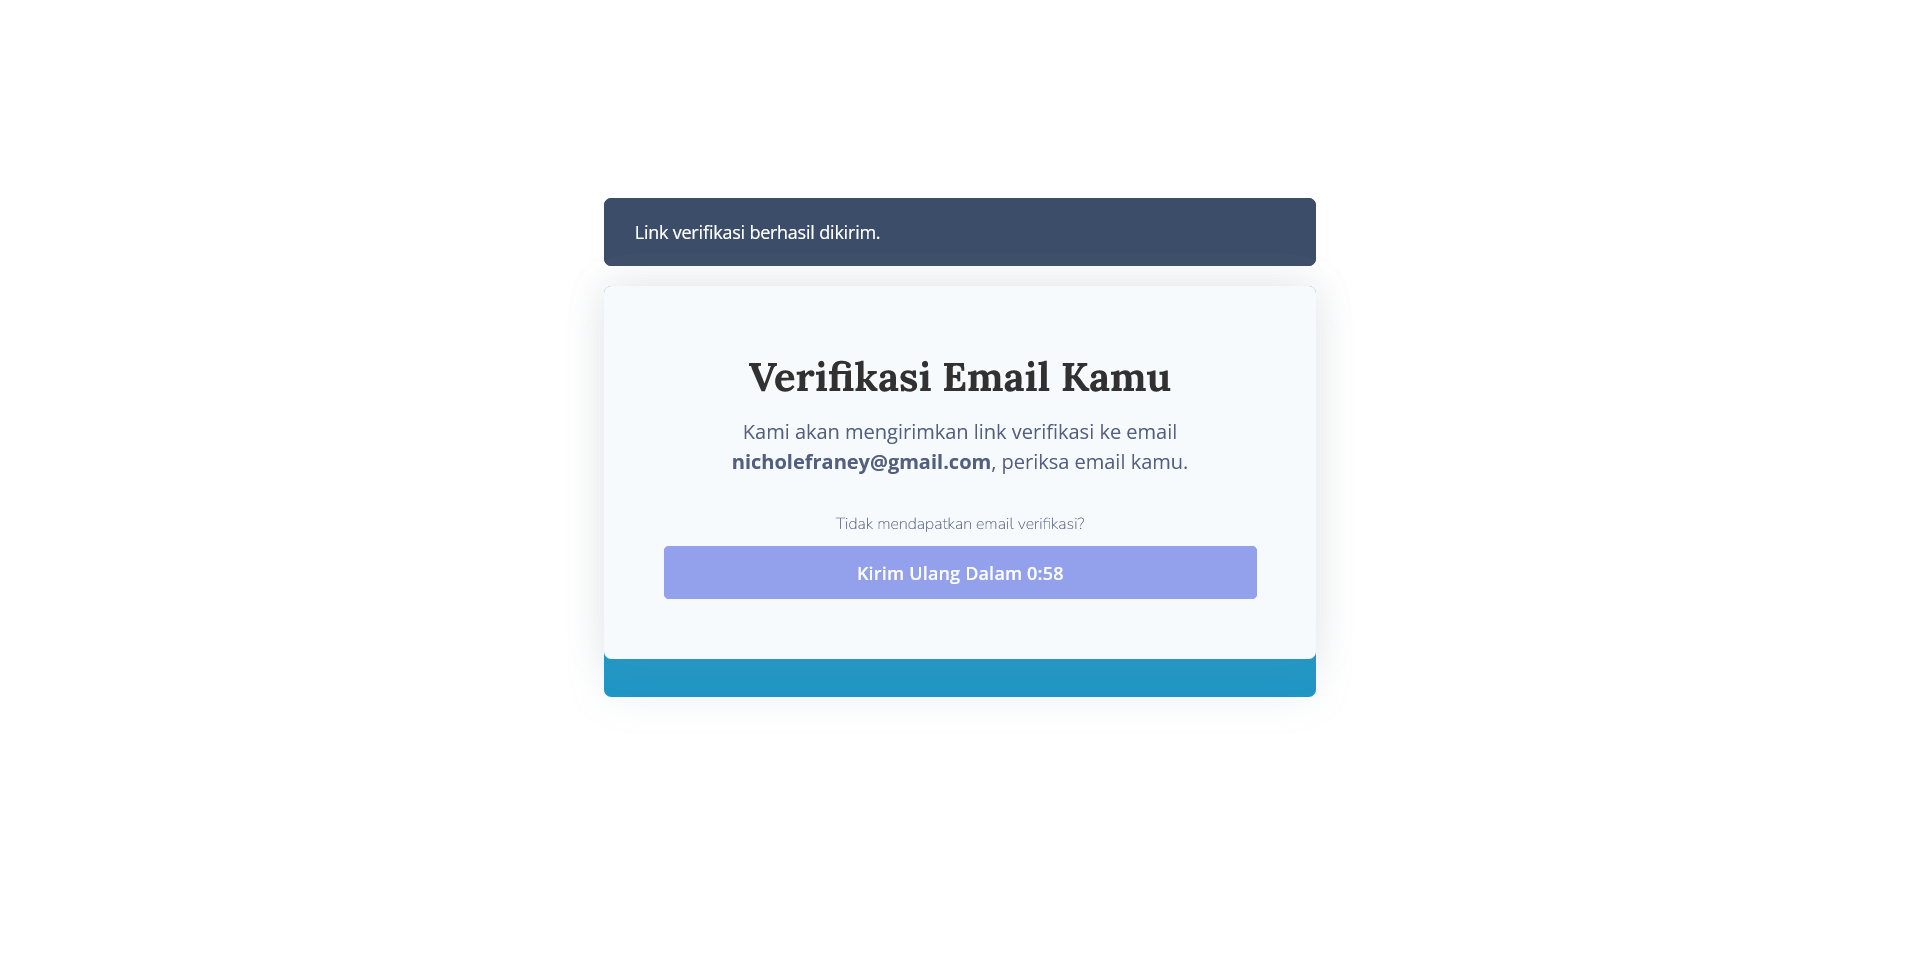 Link verifikasi berhasil dikirim.
Verifikasi Email Kamu
Kami akan mengirimkan link verifikasi ke email
nicholefraney@gmail.com, periksa email kamu.
Tidak mendapatkan email verifikasi?
Kirim Ulang Dalam 0:58